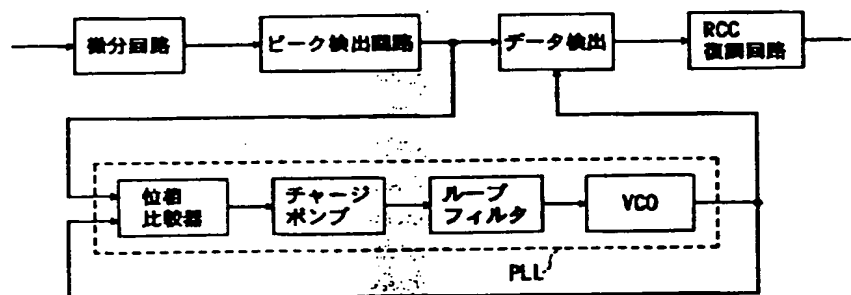 微分回路
ピーク検出回路
データ検出
RCC
復調回路
位相
比較器
チャージ
ポンプ
ループ
フィルタ
VCO
PLL